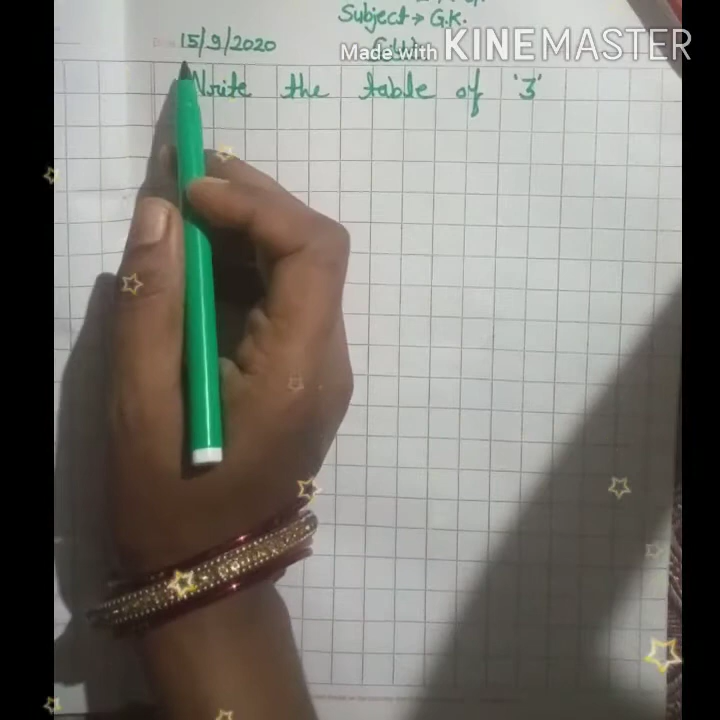 Subject → G.K.
15/9/2020
Made with KINEMASTER
Write the table of '3'